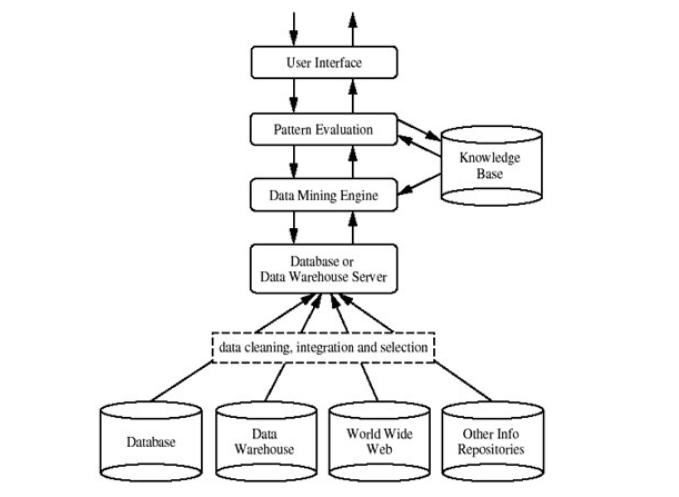 User Interface
Pattern Evaluation
Knowledge
Base
Data Mining Engine
Database or
Data Warehouse Server
data cleaning, integration and selection
Database
Data
Warehouse
World Wide
Web
Other Info
Repositories